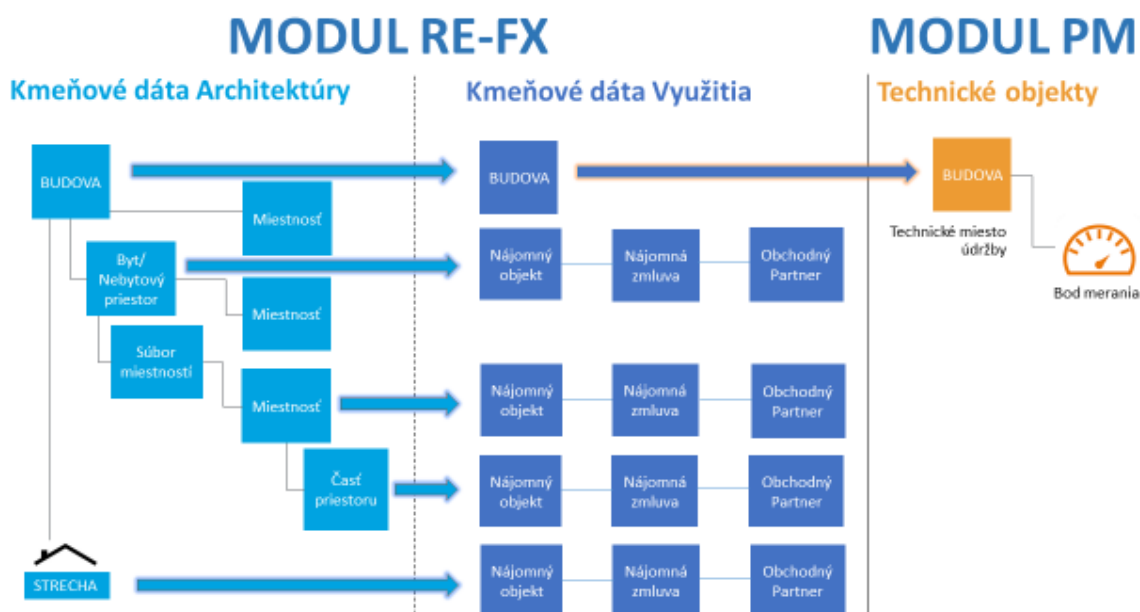 MODUL RE-FX
MODUL PM
Kmeňové dáta Architektúry
Kmeňové dáta Využitia
Technické objekty
BUDOVA
BUDOVA
BUDOVA
Miestnosť
Technické miesto
údržby
Bod merania
Byt/
Nebytový
priestor
Nájomný
objekt
Nájomná
zmluva
Obchodný
Partner
Miestnosť
Súbor
miestností
Miestnosť
Nájomný
objekt
Nájomná
zmluva
Obchodný
Partner
Časť
priestoru
Nájomný
objekt
Nájomná
zmluva
Obchodný
Partner
STRECHA
Nájomný
objekt
Nájomná
zmluva
Obchodný
Partner